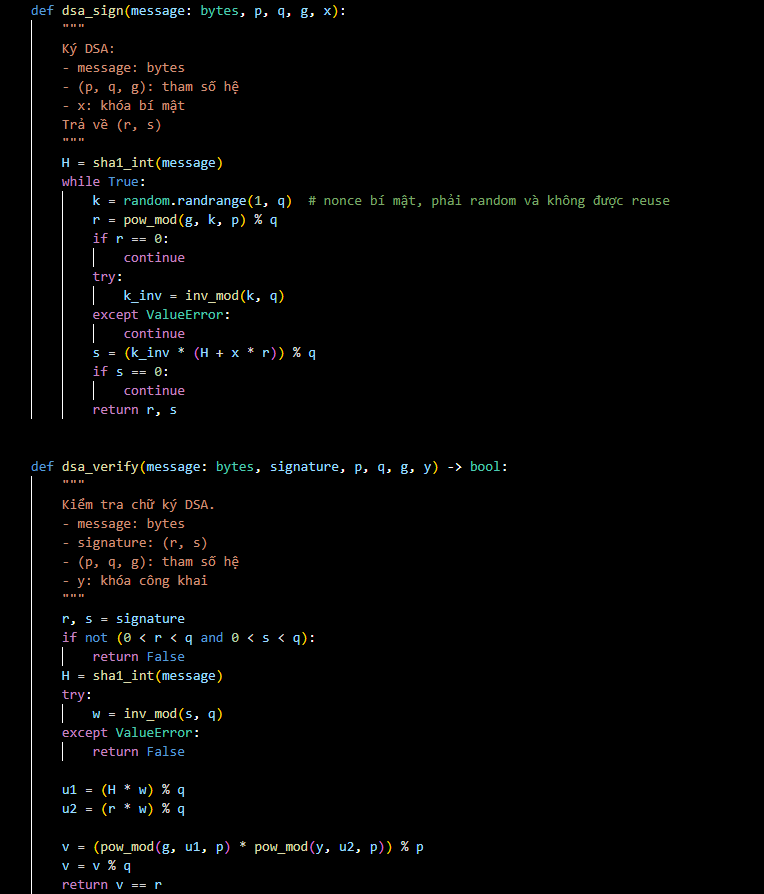 def dsa_sign(message: bytes, p, q, g, x):
    """
    Ký DSA:
    - message: bytes
    - (p, q, g): tham số hệ
    - x: khóa bí mật
    Trả về (r, s)
    """
    H = sha1_int(message)
    while True:
        k = random.randrange(1, q)  # nonce bí mật, phải random và không được reuse
        r = pow_mod(g, k, p) % q
        if r == 0:
            continue
        try:
            k_inv = inv_mod(k, q)
        except ValueError:
            continue
        s = (k_inv * (H + x * r)) % q
        if s == 0:
            continue
        return r, s
def dsa_verify(message: bytes, signature, p, q, g, y) -> bool:
    """
    Kiểm tra chữ ký DSA.
    - message: bytes
    - signature: (r, s)
    - (p, q, g): tham số hệ
    - y: khóa công khai
    """
    r, s = signature
    if not (0 < r < q and 0 < s < q):
        return False
    H = sha1_int(message)
    try:
        w = inv_mod(s, q)
    except ValueError:
        return False
    u1 = (H * w) % q
    u2 = (r * w) % q
    v = (pow_mod(g, u1, p) * pow_mod(y, u2, p)) % p
    v = v % q
    return v == r